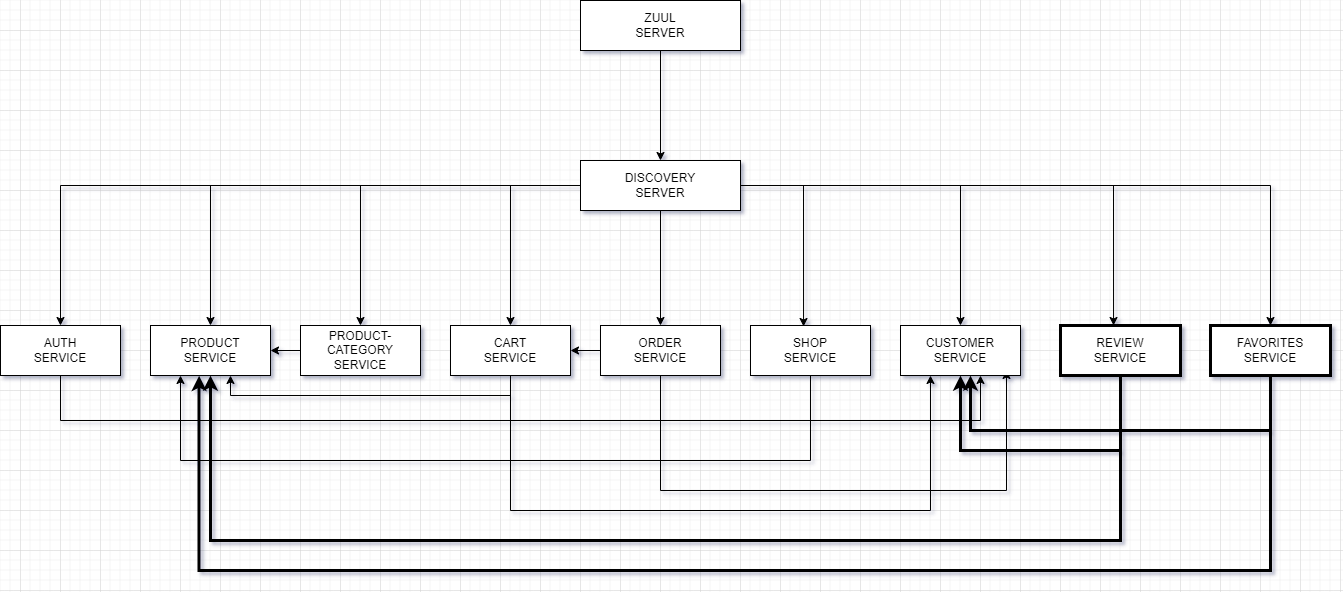 ZUUL
SERVER
DISCOVERY
SERVER
AUTH
SERVICE
PRODUCT
SERVICE
PRODUCT-
CATEGORY
SERVICE
CART
SERVICE
ORDER
SERVICE
SHOP
SERVICE
CUSTOMER
SERVICE
REVIEW
SERVICE
FAVORITES
SERVICE